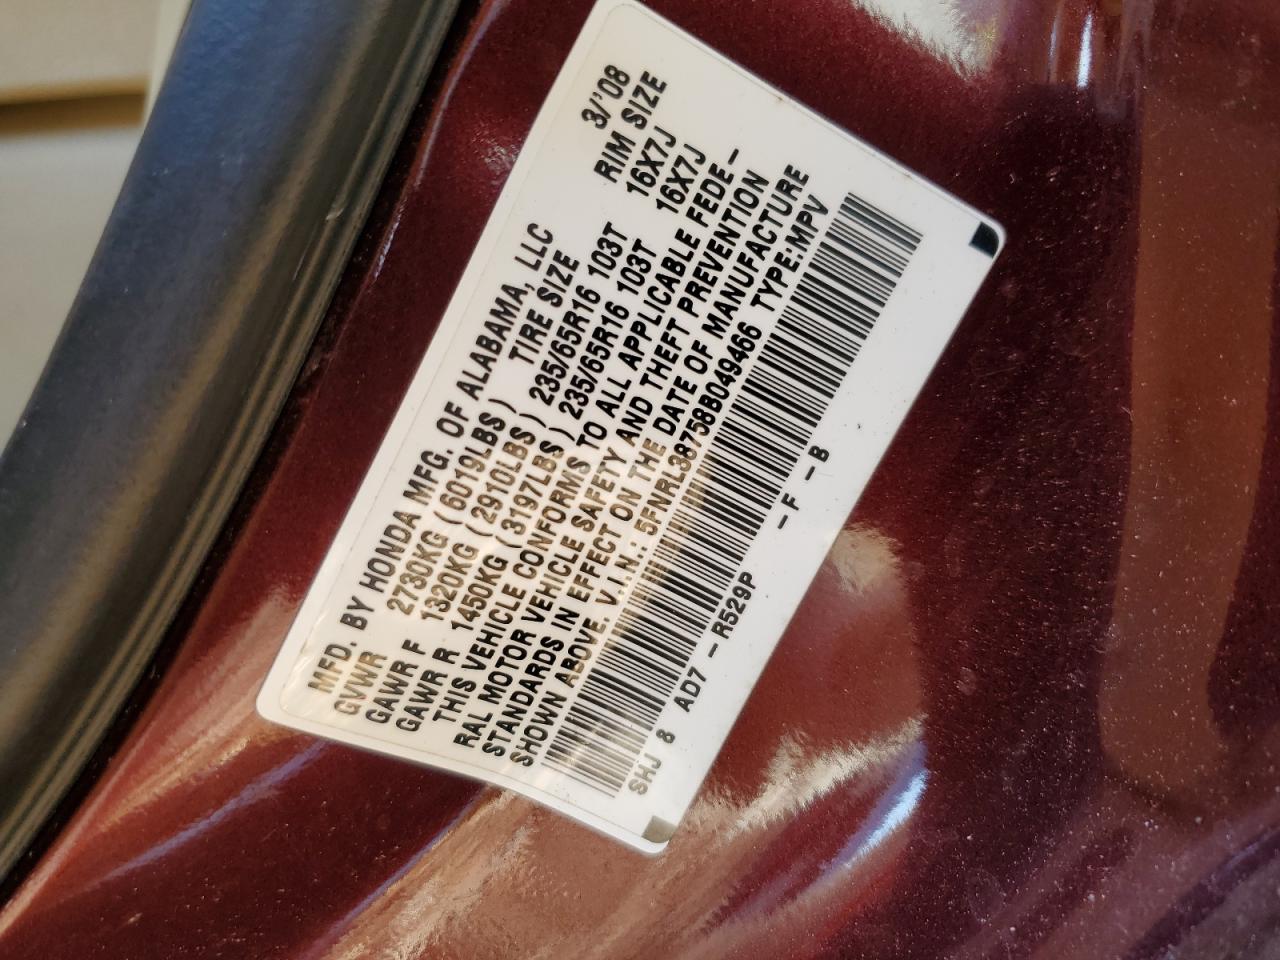 MFD. BY HONDA MFG. OF ALABAMA, LLC 3/'08
GVWR 2730KG (6019LBS) TIRE SIZE RIM SIZE
GAWR F 1320KG (2910LBS) 235/65R16 103T 16X7J
GAWR R 1450KG (3197LBS) 235/65R16 103T 16X7J
THIS VEHICLE CONFORMS TO ALL APPLICABLE FEDE-
RAL MOTOR VEHICLE SAFETY AND THEFT PREVENTION
STANDARDS IN EFFECT ON THE DATE OF MANUFACTURE
SHOWN ABOVE. V.I.N.: 5FNRL38758B049466 TYPE:MPV
SHJ 8 AD7 - R529P - F - B